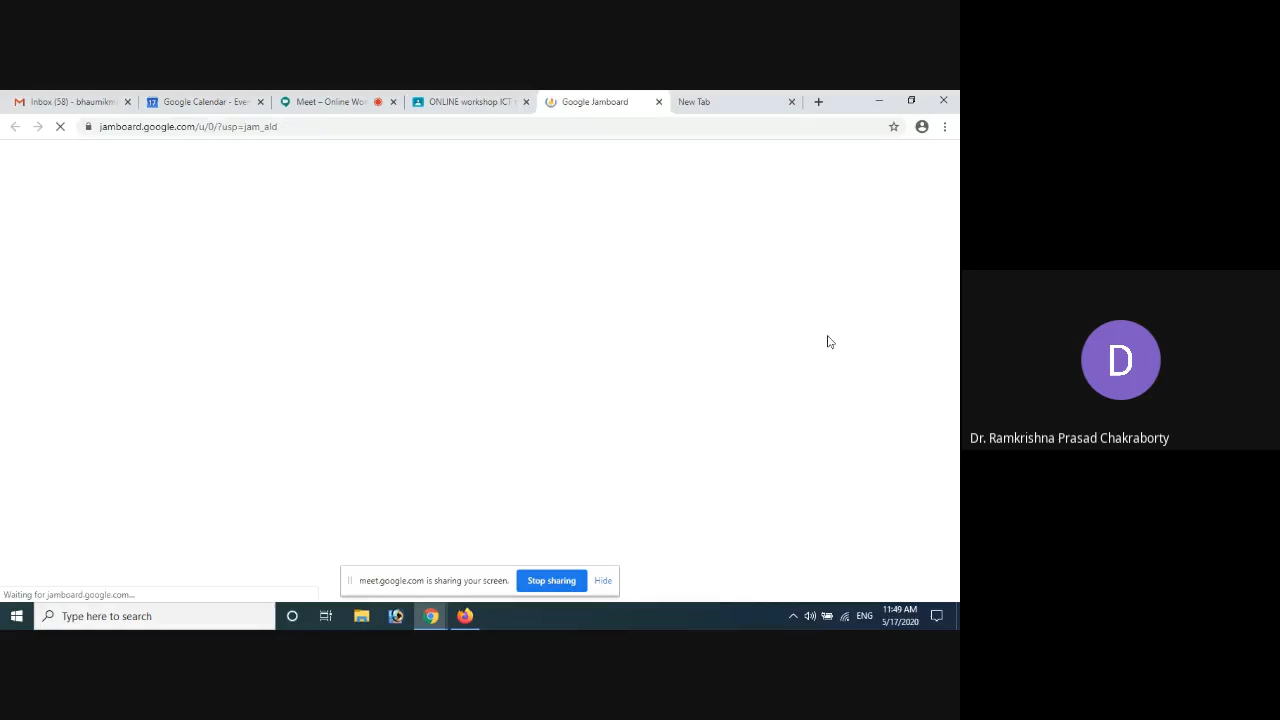 Inbox (58) - bhaumikm
Google Calendar - Even
Meet – Online Wo
ONLINE workshop ICT
Google Jamboard
New Tab
jamboard.google.com/u/0/?usp=jam_ald
D
Dr. Ramkrishna Prasad Chakraborty
meet.google.com is sharing your screen.
Stop sharing
Hide
Waiting for jamboard.google.com...
Type here to search
ENG
11:49 AM
5/17/2020